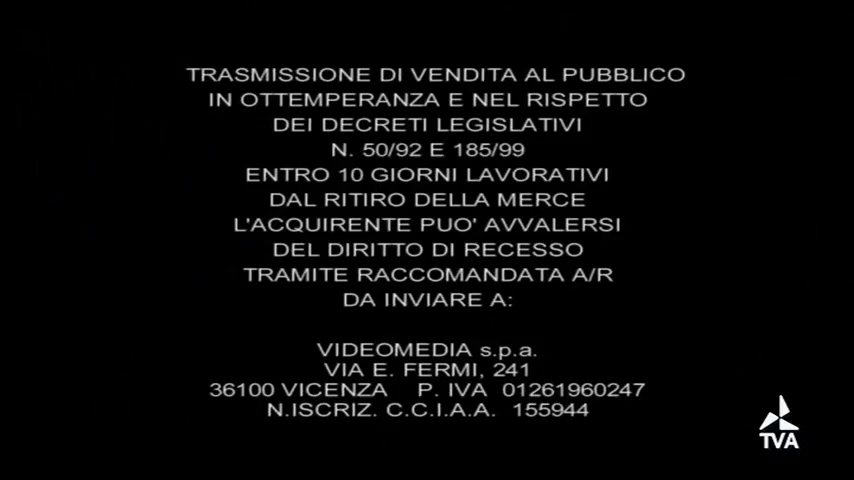 TRASMISSIONE DI VENDITA AL PUBBLICO
IN OTTEMPERANZA E NEL RISPETTO
DEI DECRETI LEGISLATIVI
N. 50/92 E 185/99
ENTRO 10 GIORNI LAVORATIVI
DAL RITIRO DELLA MERCE
L'ACQUIRENTE PUO' AVVALERSI
DEL DIRITTO DI RECESSO
TRAMITE RACCOMANDATA A/R
DA INVIARE A:
VIDEOMEDIA s.p.a.
VIA E. FERMI, 241
36100 VICENZA P. IVA 01261960247
N.ISCRIZ. C.C.I.A.A. 155944
TVA